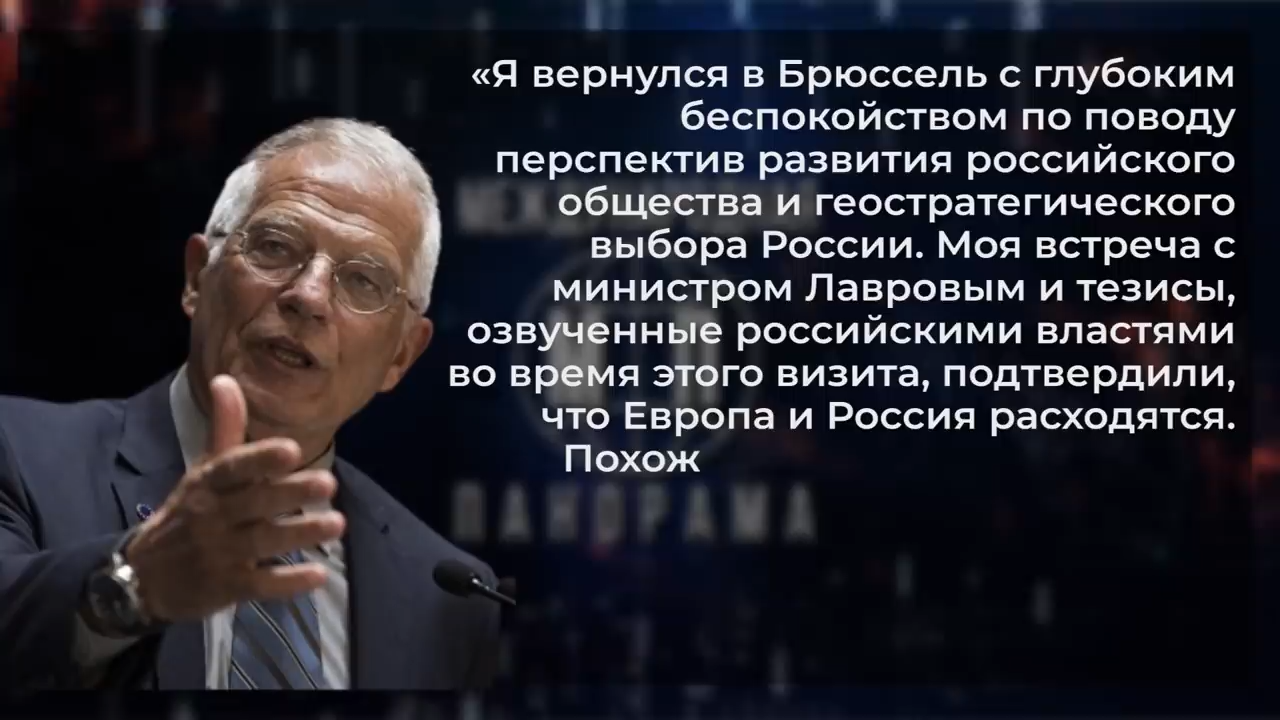 «Я вернулся в Брюссель с глубоким
беспокойством по поводу
перспектив развития российского
общества и геостратегического
выбора России. Моя встреча с
министром Лавровым и тезисы,
озвученные российскими властями
во время этого визита, подтвердили,
что Европа и Россия расходятся.
Похож
ПАНОРАМА